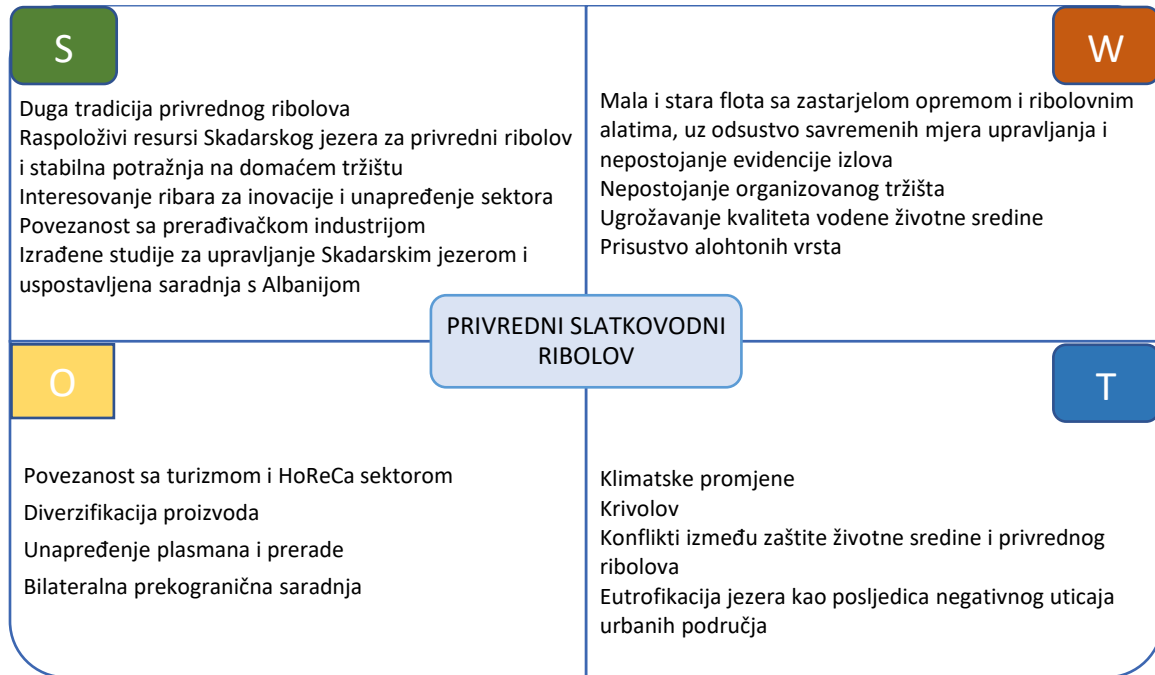 S
Duga tradicija privrednog ribolova
Raspoloživi resursi Skadarskog jezera za privredni ribolov
i stabilna potražnja na domaćem tržištu
Interesovanje ribara za inovacije i unapređenje sektora
Povezanost sa prerađivačkom industrijom
Izrađene studije za upravljanje Skadarskim jezerom i
uspostavljena saradnja s Albanijom
W
Mala i stara flota sa zastarjelom opremom i ribolovnim
alatima, uz odsustvo savremenih mjera upravljanja i
nepostojanje evidencije izlova
Nepostojanje organizovanog tržišta
Ugrožavanje kvaliteta vodene životne sredine
Prisustvo alohtonih vrsta
PRIVREDNI SLATKOVODNI
RIBOLOV
O
Povezanost sa turizmom i HoReCa sektorom
Diverzifikacija proizvoda
Unapređenje plasmana i prerade
Bilateralna prekogranična saradnja
T
Klimatske promjene
Krivolov
Konflikti između zaštite životne sredine i privrednog
ribolova
Eutrofikacija jezera kao posljedica negativnog uticaja
urbanih područja